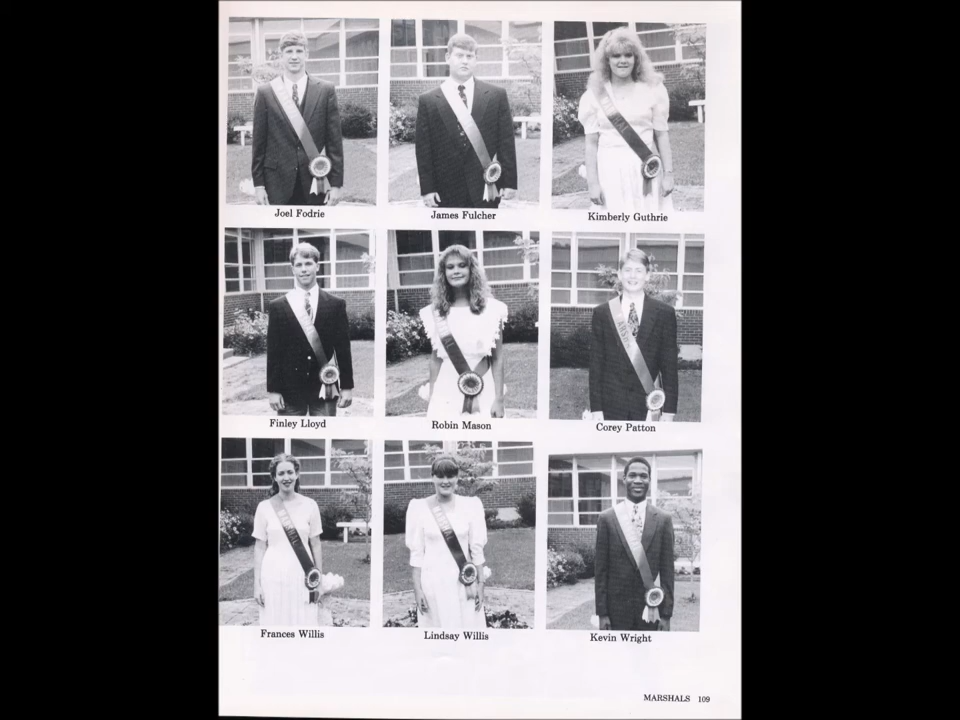 Joel Fodrie
James Fulcher
Kimberly Guthrie
Finley Lloyd
Robin Mason
Corey Patton
Frances Willis
Lindsay Willis
Kevin Wright
MARSHALS 109